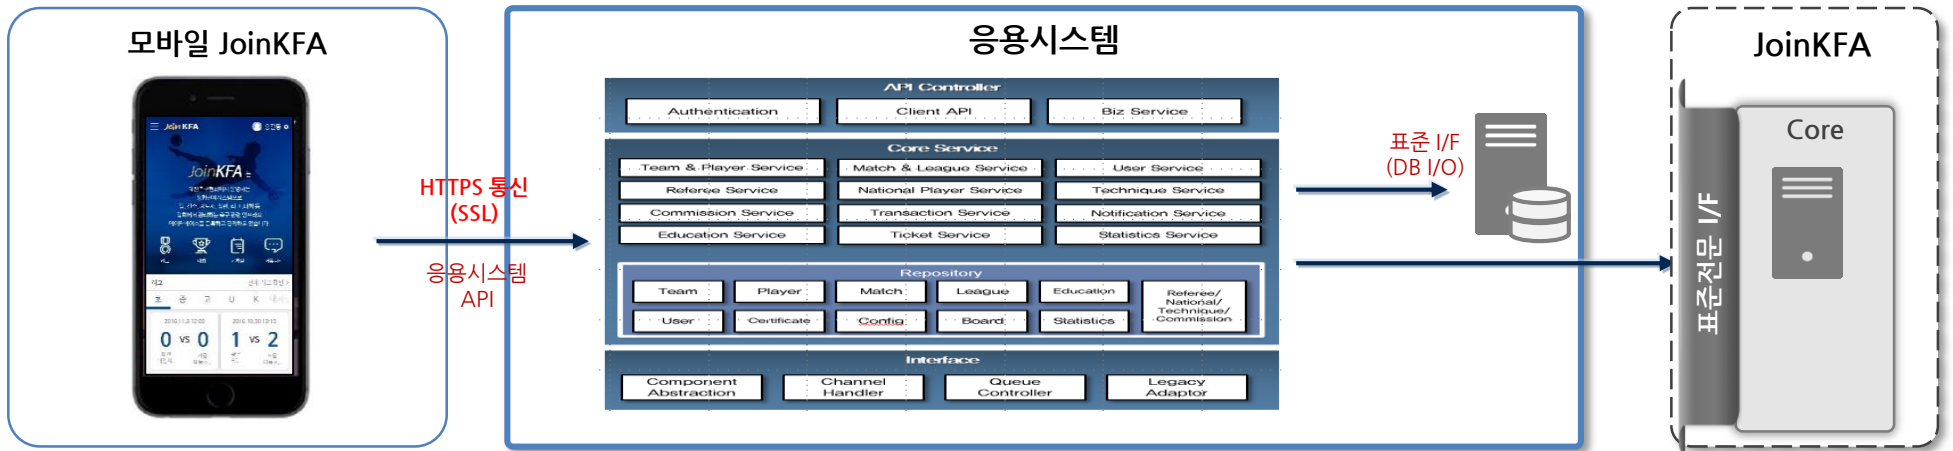 모바일 JoinKFA
Join KFA
JoinKFA
초 중 고 U K
0 vs 0
1 vs 2
HTTPS 통신
(SSL)
응용시스템
API
응용시스템
API Controller
Authentication
Client API
Biz Service
Core Service
Team & Player Service
Match & League Service
User Service
Referee Service
National Player Service
Technique Service
Commission Service
Transaction Service
Notification Service
Education Service
Ticket Service
Statistics Service
Repository
Team
Player
Match
League
Education
Referee/
National/
Technique/
Commission
User
Certificate
Config
Board
Statistics
Interface
Component
Abstraction
Channel
Handler
Queue
Controller
Legacy
Adaptor
표준 I/F
(DB I/O)
JoinKFA
표준전문 I/F
Core